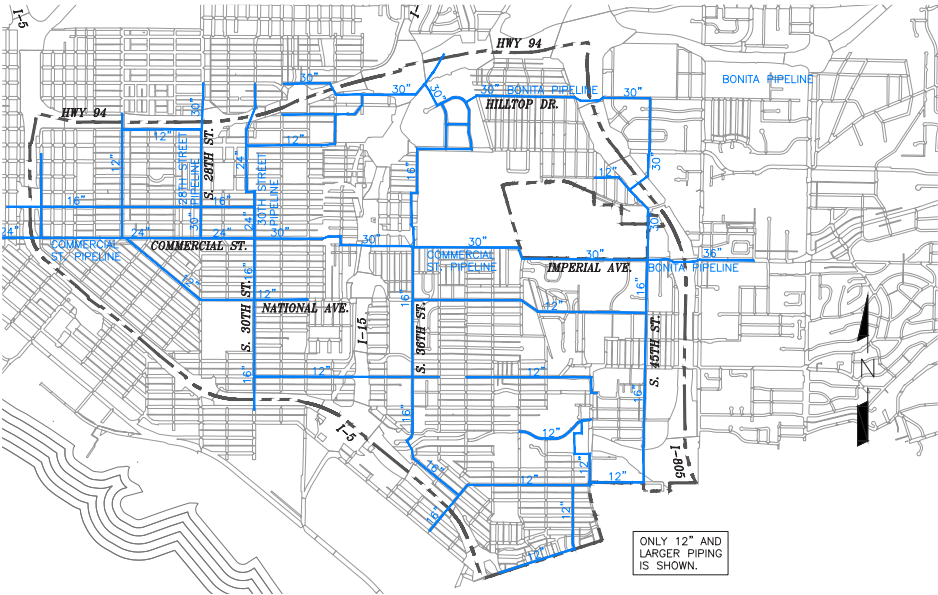 I-5
I-
HWY 94
30"
BONITA PIPELINE
30"
30"
30"
BONITA PIPELINE
30"
HILLTOP DR.
30"
HWY 94
12"
12"
24"
12"
28TH STREET
PIPELINE
S. 28TH ST.
30TH STREET
PIPELINE
16"
12"
30"
16"
16"
30"
24"
30"
24"
24"
COMMERCIAL
ST. PIPELINE
COMMERCIAL ST.
24"
30"
30"
30"
COMMERCIAL
ST. PIPELINE
30"
IMPERIAL AVE.
36"
BONITA PIPELINE
12"
16"
12"
NATIONAL AVE.
S. 30TH ST.
I-15
16"
S. 36TH ST.
12"
16"
S. 45TH ST.
N
16"
12"
12"
16"
16"
I-5
12"
12"
16"
12"
16"
12"
12"
I-805
ONLY 12" AND
LARGER PIPING
IS SHOWN.